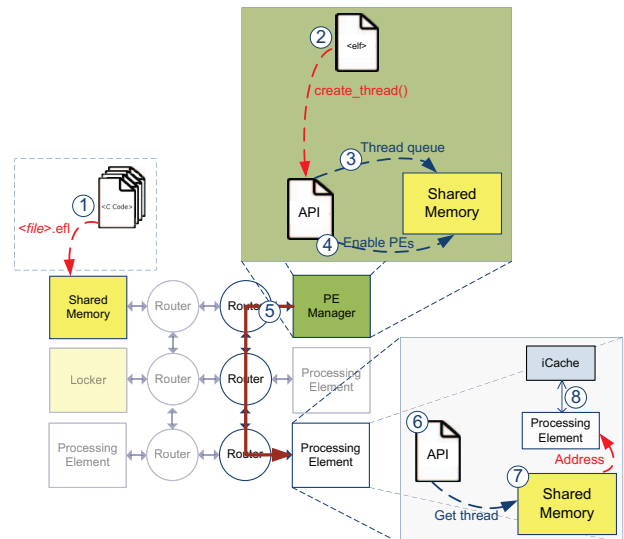 2
<elf>
create_thread()
3
Thread queue
API
Shared
Memory
4
Enable PEs
1
<C Code>
<file>.efl
Shared
Memory
Router
Router
5
PE
Manager
Locker
Router
Router
Processing
Element
Processing
Element
Router
Router
Processing
Element
iCache
8
Processing
Element
6
API
Address
7
Get thread
Shared
Memory